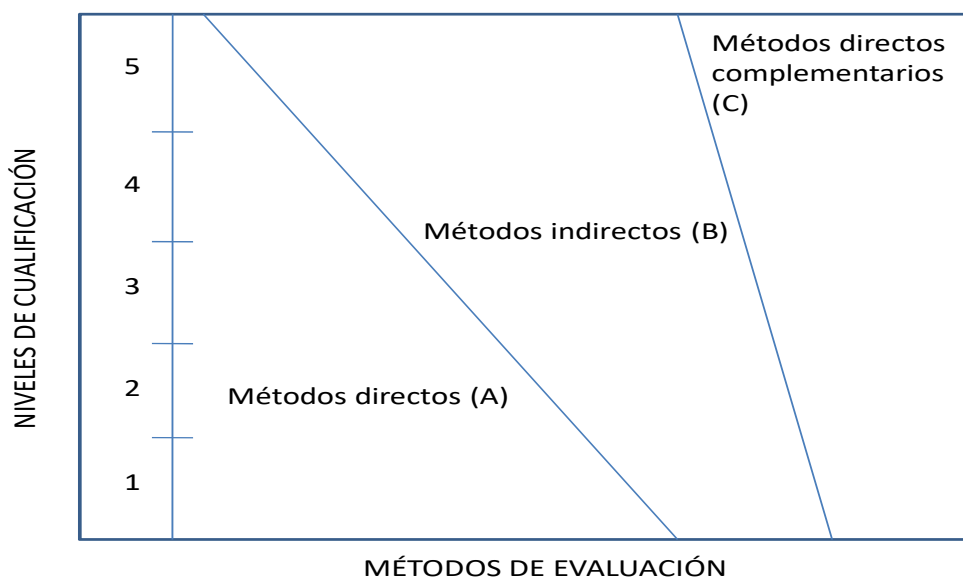 NIVELES DE CUALIFICACIÓN
5
4
3
2
1
Métodos directos
complementarios
(C)
Métodos indirectos (B)
Métodos directos (A)
MÉTODOS DE EVALUACIÓN